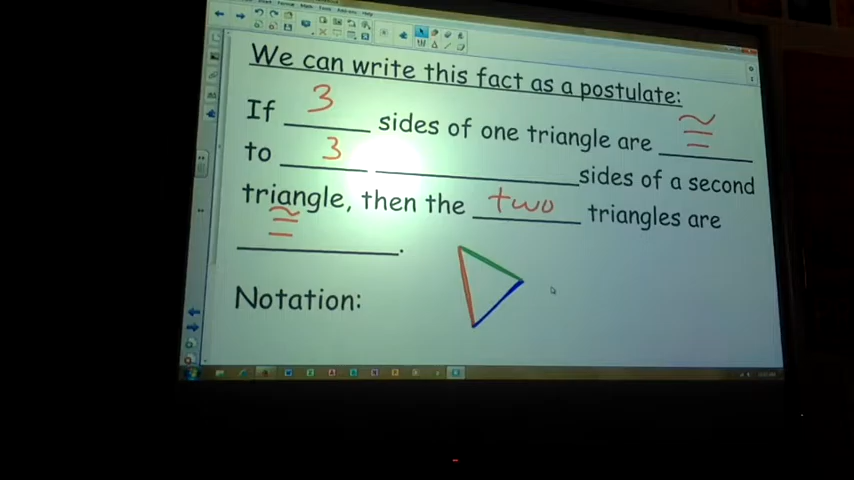 We can write this fact as a postulate:
If 3 sides of one triangle are ≅
to 3 ______ sides of a second
triangle, then the two triangles are
≅.
Notation: